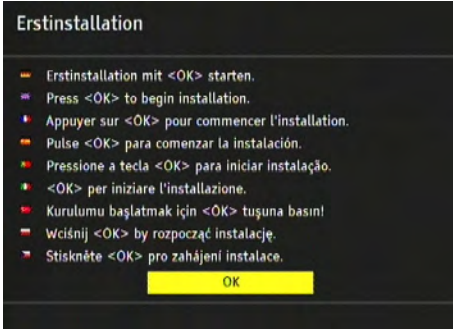 Erstinstallation
Erstinstallation mit <OK> starten.
Press <OK> to begin installation.
Appuyer sur <OK> pour commencer l'installation.
Pulse <OK> para comenzar la instalación.
Pressione a tecla <OK> para iniciar instalação.
<OK> per iniziare l'installazione.
Kurulumu başlatmak için <OK> tuşuna basın!
Wciśnij <OK> by rozpocząć instalację.
Stiskněte <OK> pro zahájení instalace.
OK